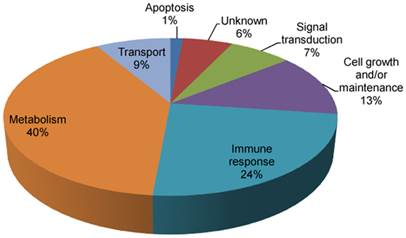 Apoptosis
1%
Unknown
6%
Signal
transduction
7%
Cell growth
and/or
maintenance
13%
Immune
response
24%
Metabolism
40%
Transport
9%